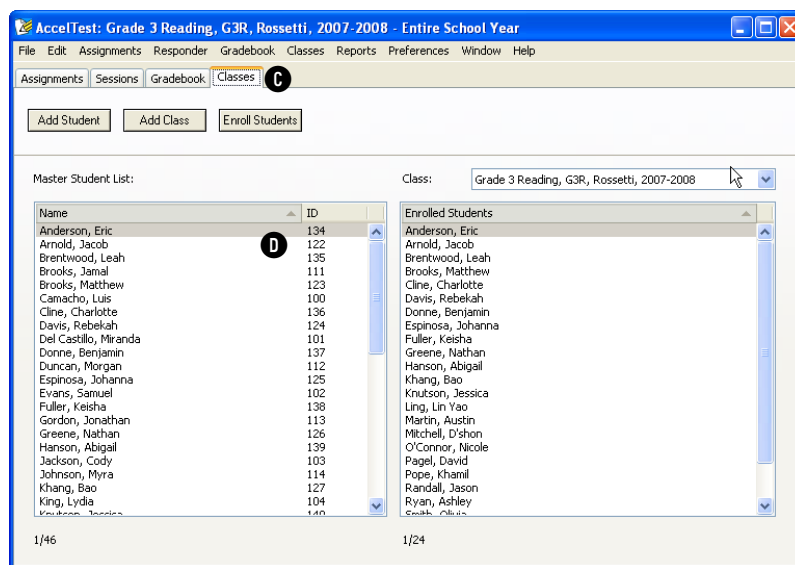 AccelTest: Grade 3 Reading, G3R, Rossetti, 2007-2008 - Entire School Year
File Edit Assignments Responder Gradebook Classes Reports Preferences Window Help
Assignments Sessions Gradebook Classes C
Add Student Add Class Enroll Students
Master Student List: Class: Grade 3 Reading, G3R, Rossetti, 2007-2008
Name ID Enrolled Students
Anderson, Eric 134 Anderson, Eric
Arnold, Jacob D 122 Arnold, Jacob
Brentwood, Leah 135 Brentwood, Leah
Brooks, Jamal 111 Brooks, Matthew
Brooks, Matthew 123 Cline, Charlotte
Camacho, Luis 100 Davis, Rebekah
Cline, Charlotte 136 Donne, Benjamin
Davis, Rebekah 124 Espinosa, Johanna
Del Castillo, Miranda 101 Fuller, Keisha
Donne, Benjamin 137 Greene, Nathan
Duncan, Morgan 112 Hanson, Abigail
Espinosa, Johanna 125 Khang, Bao
Evans, Samuel 102 Knutson, Jessica
Fuller, Keisha 138 Ling, Lin Yao
Gordon, Jonathan 113 Martin, Austin
Greene, Nathan 126 Mitchell, D'shon
Hanson, Abigail 139 O'Connor, Nicole
Jackson, Cody 103 Pagel, David
Johnson, Myra 114 Pope, Khamil
Khang, Bao 127 Randall, Jason
King, Lydia 104 Ryan, Ashley
Knutson, Jessica 140 Smith, Olivia
1/46 1/24